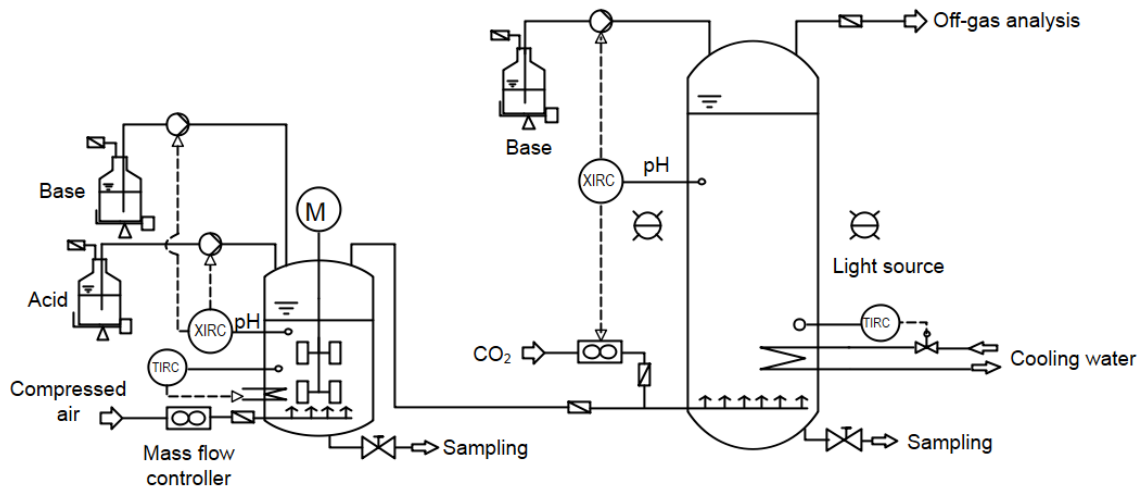 Off-gas analysis
Base
XIRC
pH
Base
M
Light source
Acid
XIRC
pH
TIRC
CO₂
TIRC
Cooling water
Compressed
air
Mass flow
controller
Sampling
Sampling